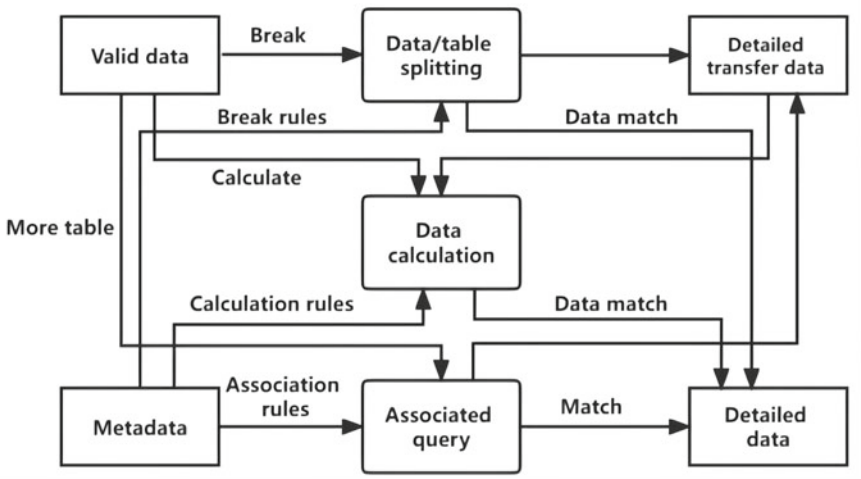 Break
Valid data
Data/table
splitting
Detailed
transfer data
Break rules
Data match
Calculate
More table
Data
calculation
Calculation rules
Data match
Association
rules
Metadata
Associated
query
Match
Detailed
data